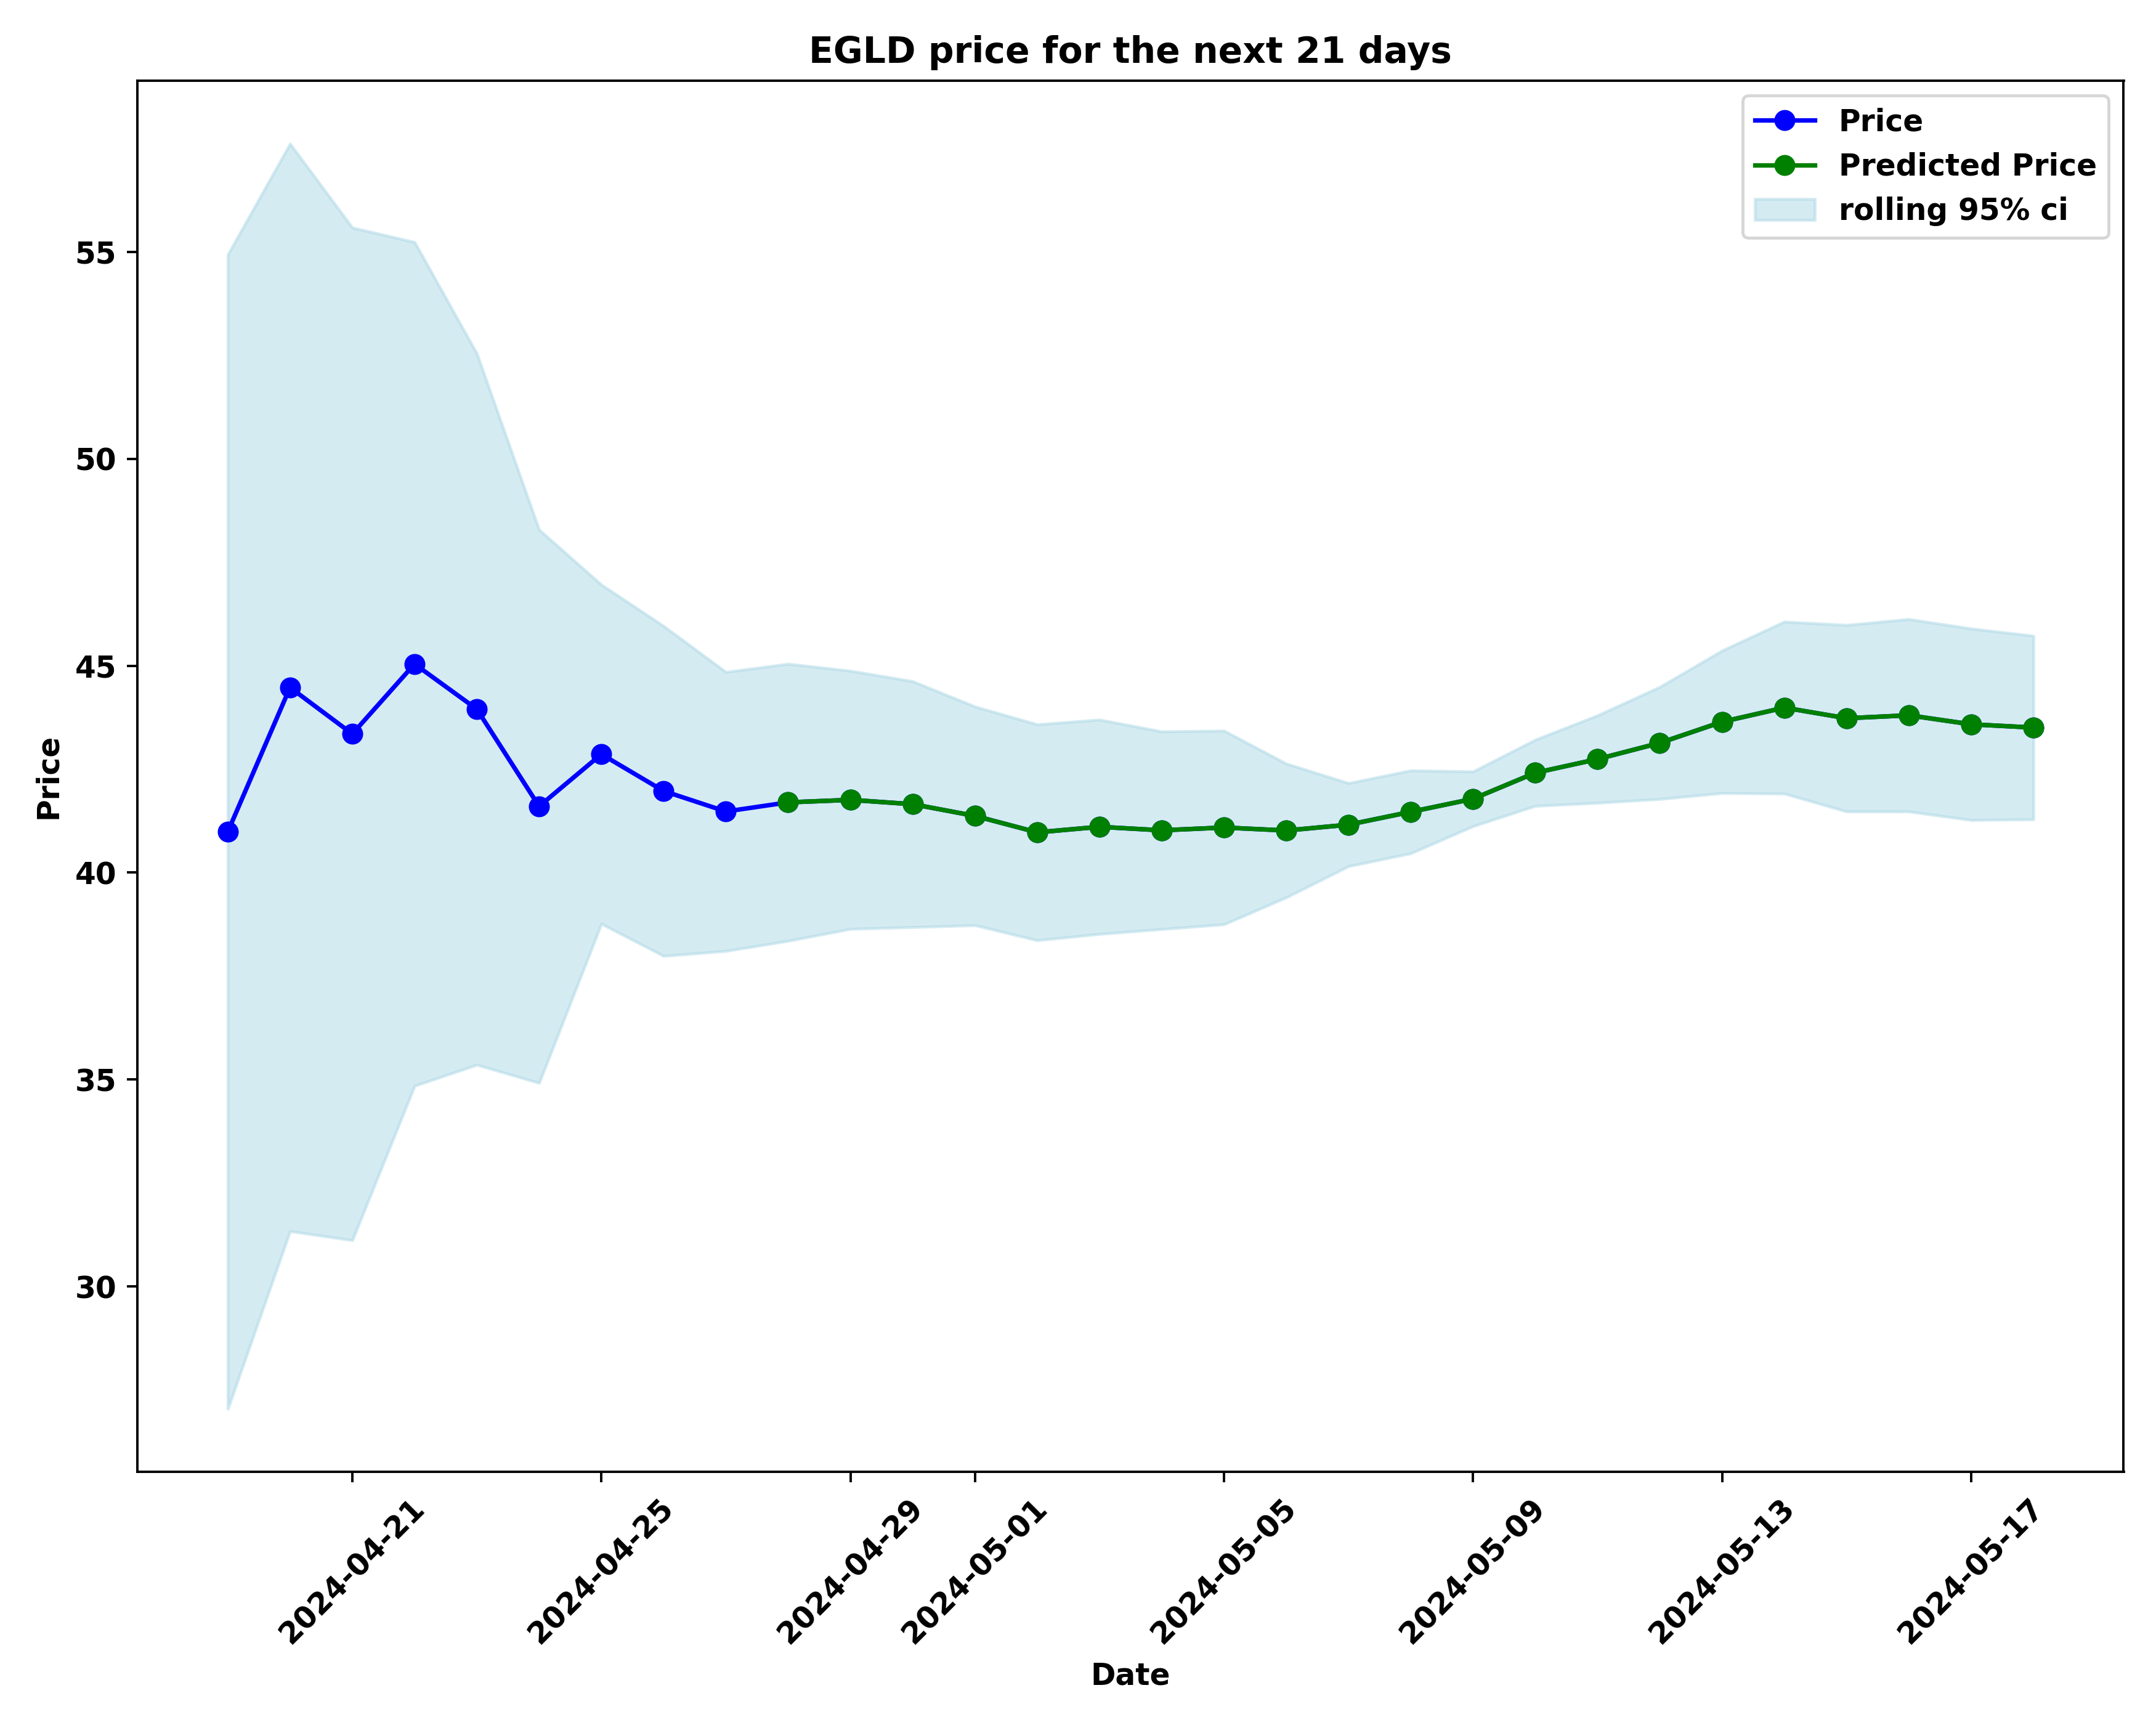 EGLD price for the next 21 days
Price
Predicted Price
rolling 95% ci
55
50
45
40
35
30
Price
2024-04-21
2024-04-25
2024-04-29
2024-05-01
2024-05-05
2024-05-09
2024-05-13
2024-05-17
Date